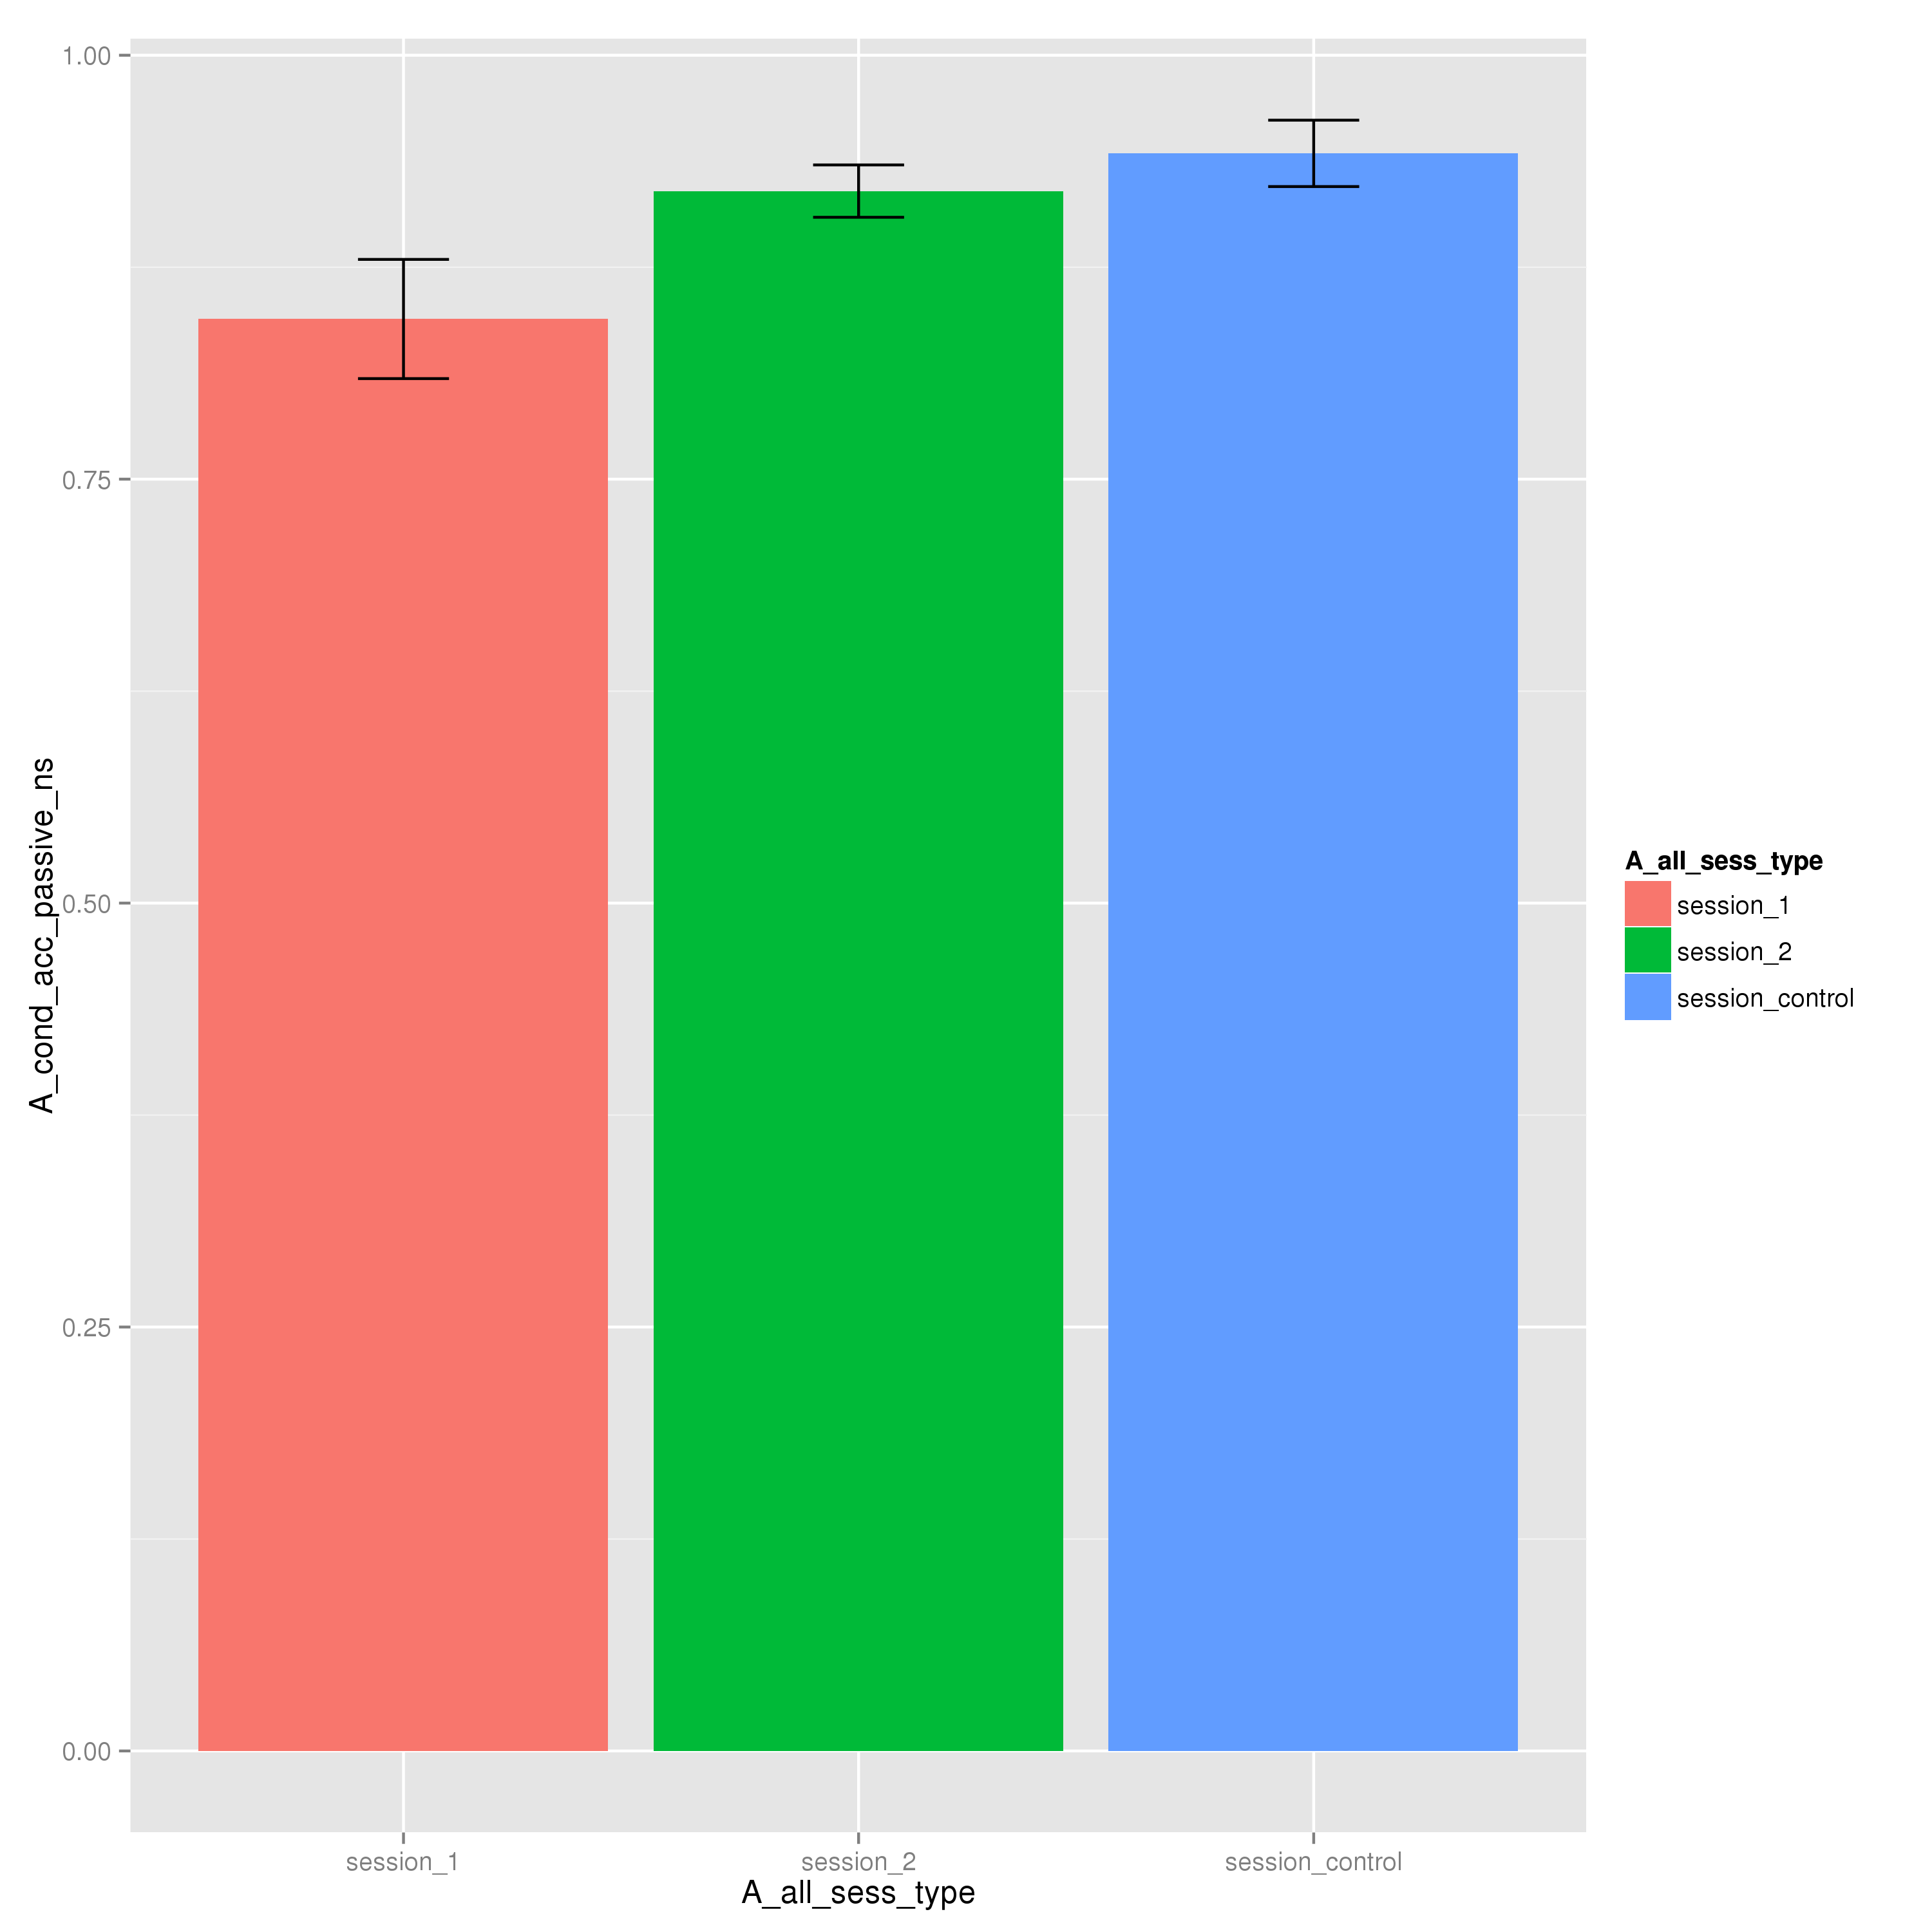 A_cond_acc_passive_ns
1.00
0.75
0.50
0.25
0.00
session_1
session_2
session_control
A_all_sess_type
A_all_sess_type
session_1
session_2
session_control